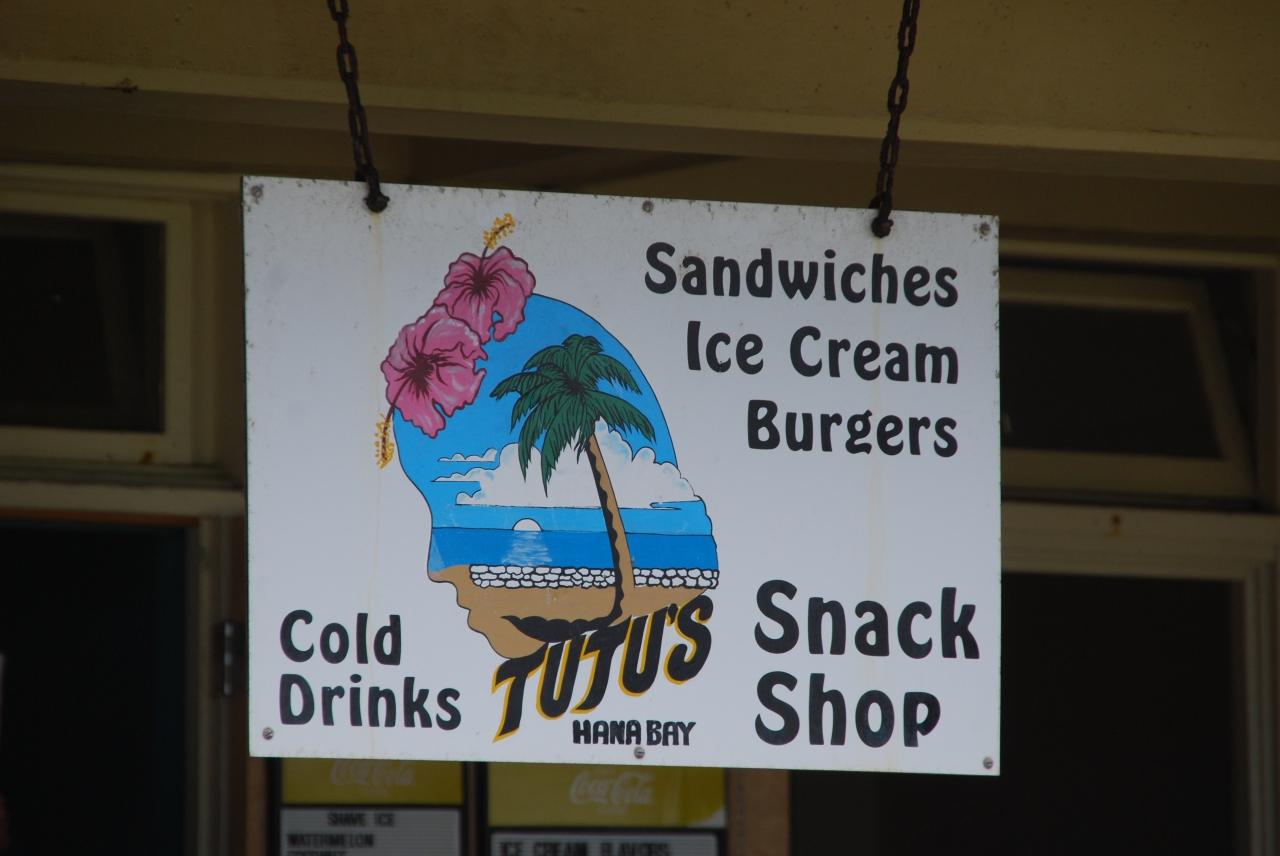 Sandwiches
Ice Cream
Burgers
Cold
Drinks
TUTU'S
HANA BAY
Snack
Shop
Coca-Cola
Coca-Cola
SHAVE ICE
WATERMELON
COCONUT
ICE CREAM FLAVORS